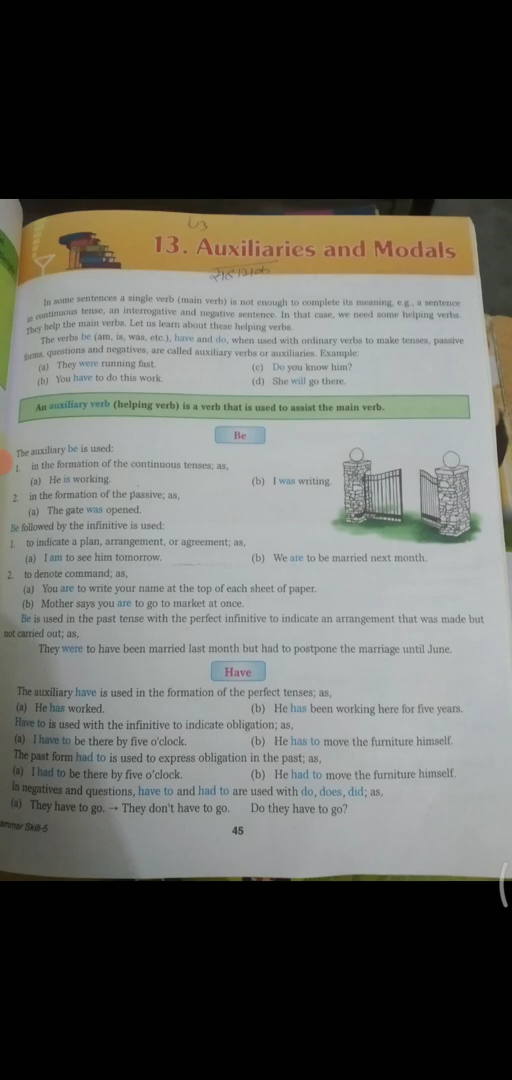 सहायक
13. Auxiliaries and Modals
In some sentences a single verb (main verb) is not enough to complete its meaning, e.g., a sentence
in continuous tense, an interrogative and negative sentence. In that case, we need some helping verbs.
They help the main verbs. Let us learn about these helping verbs.
The verbs be (am, is, was, etc.), have and do, when used with ordinary verbs to make tenses, passive
forms, questions and negatives, are called auxiliary verbs or auxiliaries. Example:
(a) They were running fast. (c) Do you know him?
(b) You have to do this work. (d) She will go there.
An auxiliary verb (helping verb) is a verb that is used to assist the main verb.
Be
The auxiliary be is used:
1. in the formation of the continuous tenses; as,
(a) He is working. (b) I was writing.
2. in the formation of the passive; as,
(a) The gate was opened.
Be followed by the infinitive is used:
1. to indicate a plan, arrangement, or agreement; as,
(a) I am to see him tomorrow. (b) We are to be married next month.
2. to denote command; as,
(a) You are to write your name at the top of each sheet of paper.
(b) Mother says you are to go to market at once.
Be is used in the past tense with the perfect infinitive to indicate an arrangement that was made but
not carried out; as,
They were to have been married last month but had to postpone the marriage until June.
Have
The auxiliary have is used in the formation of the perfect tenses; as,
(a) He has worked. (b) He has been working here for five years.
Have to is used with the infinitive to indicate obligation; as,
(a) I have to be there by five o'clock. (b) He has to move the furniture himself.
The past form had to is used to express obligation in the past; as,
(a) I had to be there by five o'clock. (b) He had to move the furniture himself.
In negatives and questions, have to and had to are used with do, does, did; as,
(a) They have to go. → They don't have to go. Do they have to go?
ammar Skill-5
45